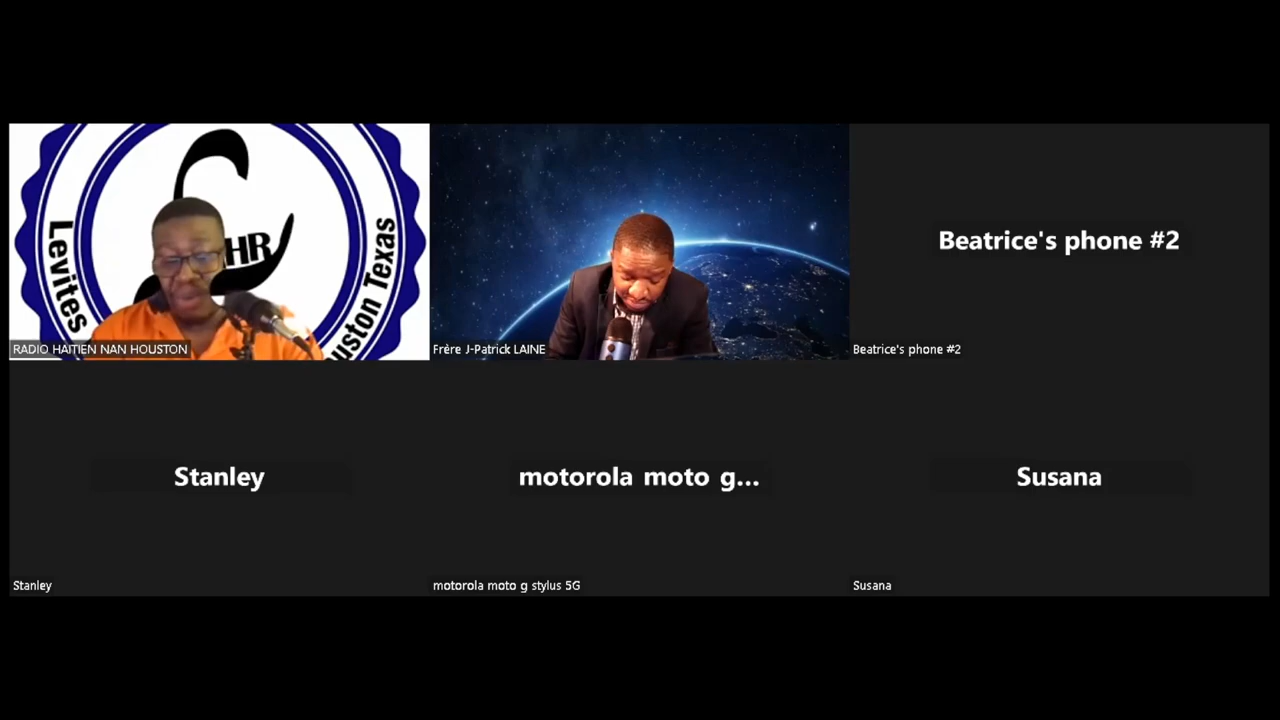 Levites
HR
uston Texas
RADIO HAITIEN NAN HOUSTON
Frère J-Patrick LAINE
Beatrice's phone #2
Beatrice's phone #2
Stanley
motorola moto g...
Susana
Stanley
motorola moto g stylus 5G
Susana